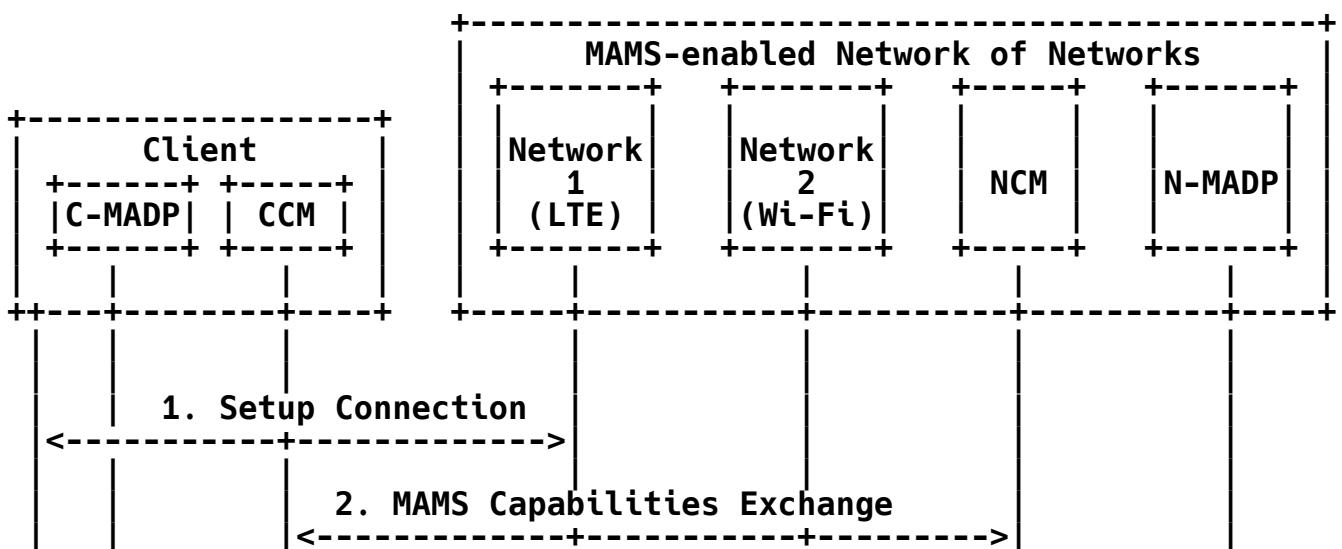 MAMS-enabled Network of Networks
Client
Network 1 (LTE)
Network 2 (Wi-Fi)
NCM
N-MADP
C-MADP
CCM
1. Setup Connection
2. MAMS Capabilities Exchange